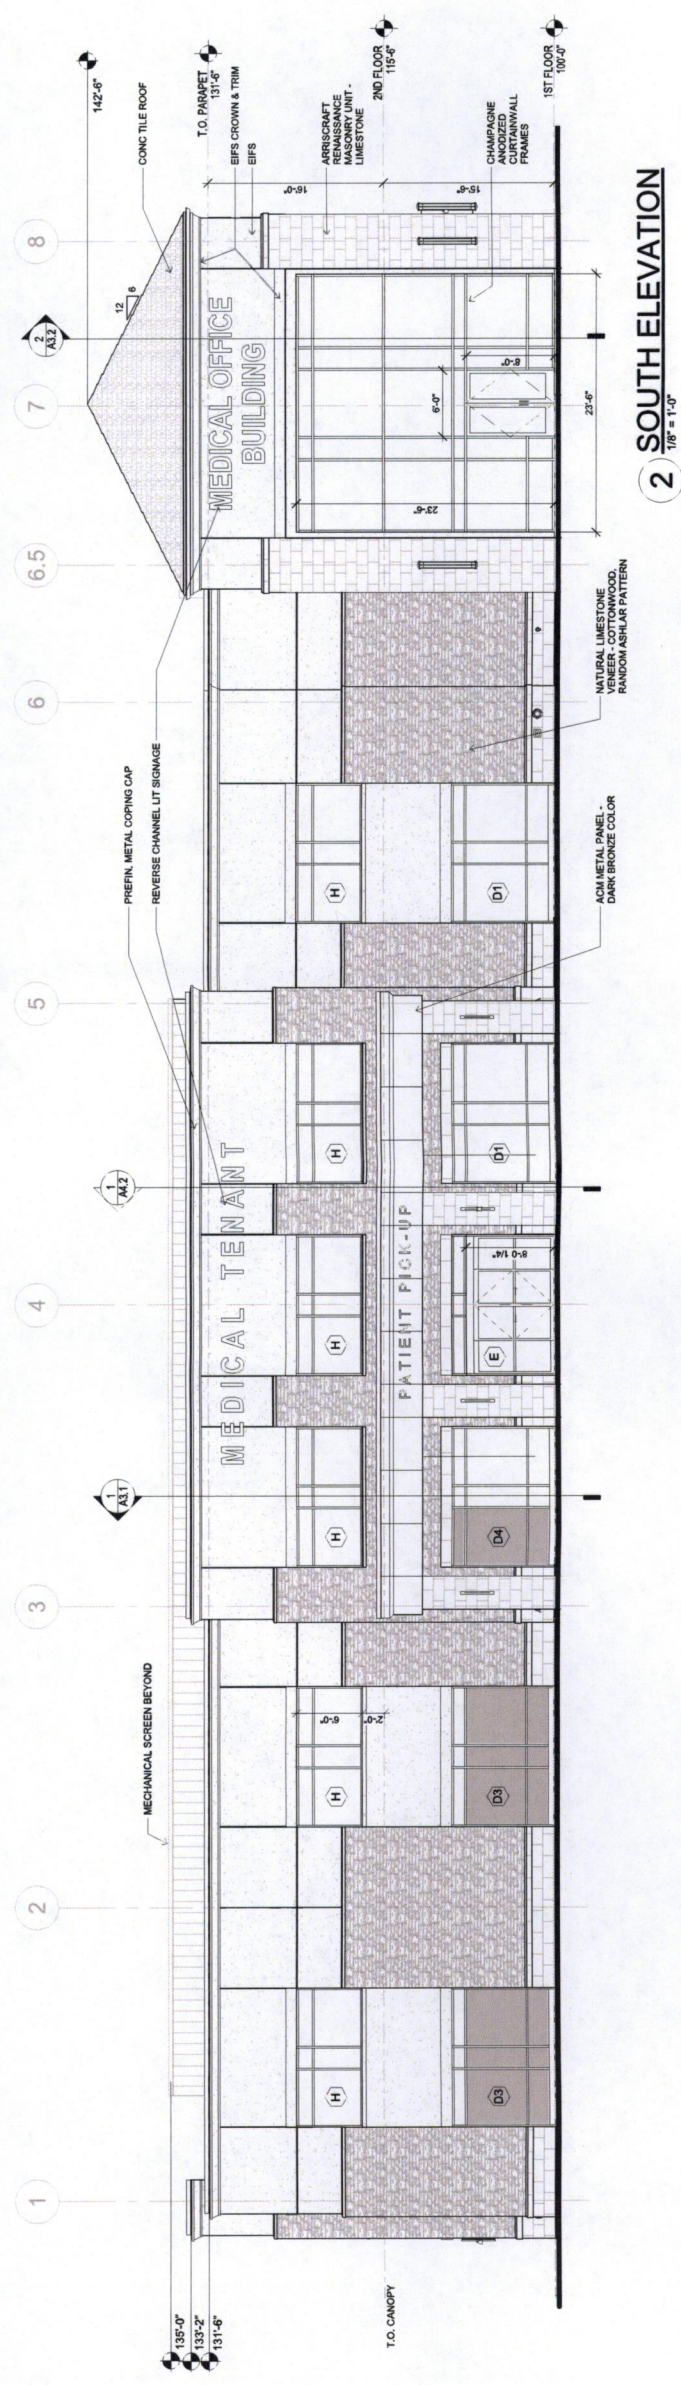 1
2
3
4
5
6
6.5
7
8
1
A3.1
1
A4.2
2
A3.2
142'-6"
T.O. PARAPET
131'-6"
2ND FLOOR
115'-6"
1ST FLOOR
100'-0"
135'-0"
133'-2"
131'-6"
T.O. CANOPY
MECHANICAL SCREEN BEYOND
PREFIN. METAL COPING CAP
REVERSE CHANNEL LIT SIGNAGE
CONC TILE ROOF
12
6
EIFS CROWN & TRIM
EIFS
ARRISCRAFT
RENAISSANCE
MASONRY UNIT -
LIMESTONE
CHAMPAGNE
ANODIZED
CURTAINWALL
FRAMES
16'-0"
15'-6"
MEDICAL TENANT
MEDICAL OFFICE
BUILDING
PATIENT PICK-UP
H
H
H
H
H
H
D3
D3
D4
E
D1
D1
6'-0"
2'-0"
8'-0 1/4"
23'-6"
6'-0"
8'-0"
23'-6"
ACM METAL PANEL -
DARK BRONZE COLOR
NATURAL LIMESTONE
VENEER - COTTONWOOD,
RANDOM ASHLAR PATTERN
2 SOUTH ELEVATION
1/8" = 1'-0"